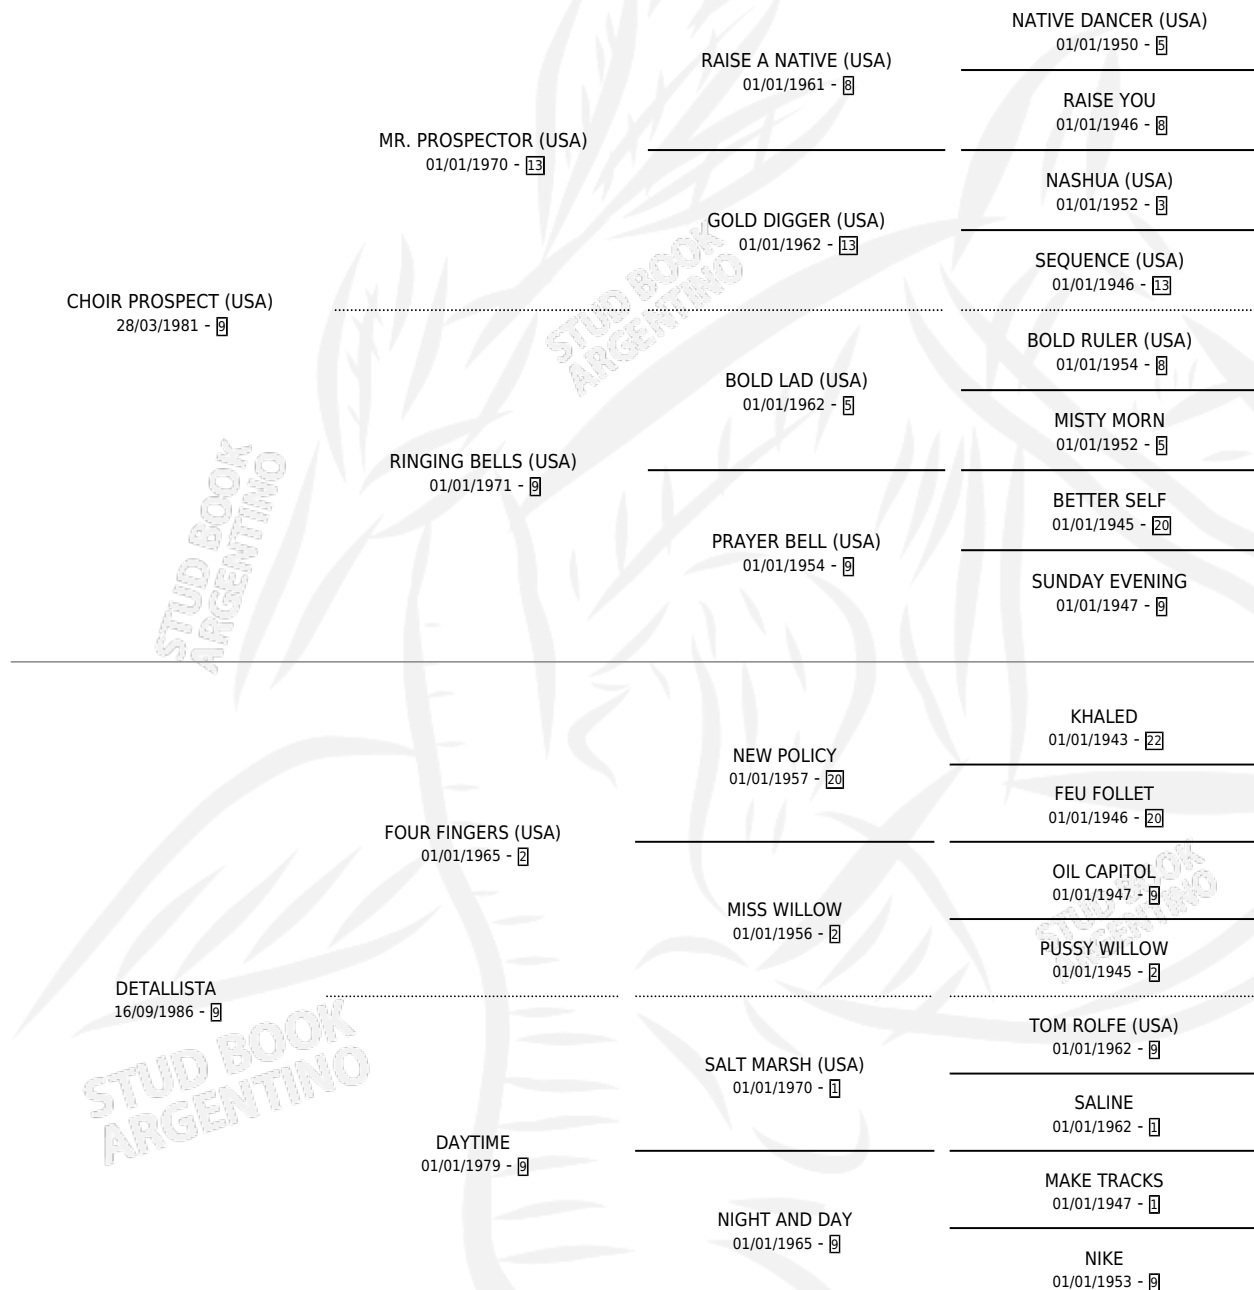 NATIVE DANCER (USA)
01/01/1950 - 5
RAISE A NATIVE (USA)
01/01/1961 - 8
RAISE YOU
01/01/1946 - 8
MR. PROSPECTOR (USA)
01/01/1970 - 13
NASHUA (USA)
01/01/1952 - 3
GOLD DIGGER (USA)
01/01/1962 - 13
SEQUENCE (USA)
01/01/1946 - 13
CHOIR PROSPECT (USA)
28/03/1981 - 9
BOLD RULER (USA)
01/01/1954 - 8
BOLD LAD (USA)
01/01/1962 - 5
MISTY MORN
01/01/1952 - 5
RINGING BELLS (USA)
01/01/1971 - 9
BETTER SELF
01/01/1945 - 20
PRAYER BELL (USA)
01/01/1954 - 9
SUNDAY EVENING
01/01/1947 - 9
KHALED
01/01/1943 - 22
NEW POLICY
01/01/1957 - 20
FEU FOLLET
01/01/1946 - 20
FOUR FINGERS (USA)
01/01/1965 - 2
OIL CAPITOL
01/01/1947 - 9
MISS WILLOW
01/01/1956 - 2
PUSSY WILLOW
01/01/1945 - 2
DETALLISTA
16/09/1986 - 9
TOM ROLFE (USA)
01/01/1962 - 9
SALT MARSH (USA)
01/01/1970 - 1
SALINE
01/01/1962 - 1
DAYTIME
01/01/1979 - 9
MAKE TRACKS
01/01/1947 - 1
NIGHT AND DAY
01/01/1965 - 9
NIKE
01/01/1953 - 9
STUD BOOK
ARGENTINO
STUD BOOK
ARGENTINO
STUD BOOK
ARGENTINO
STUD BOOK
ARGENTINO